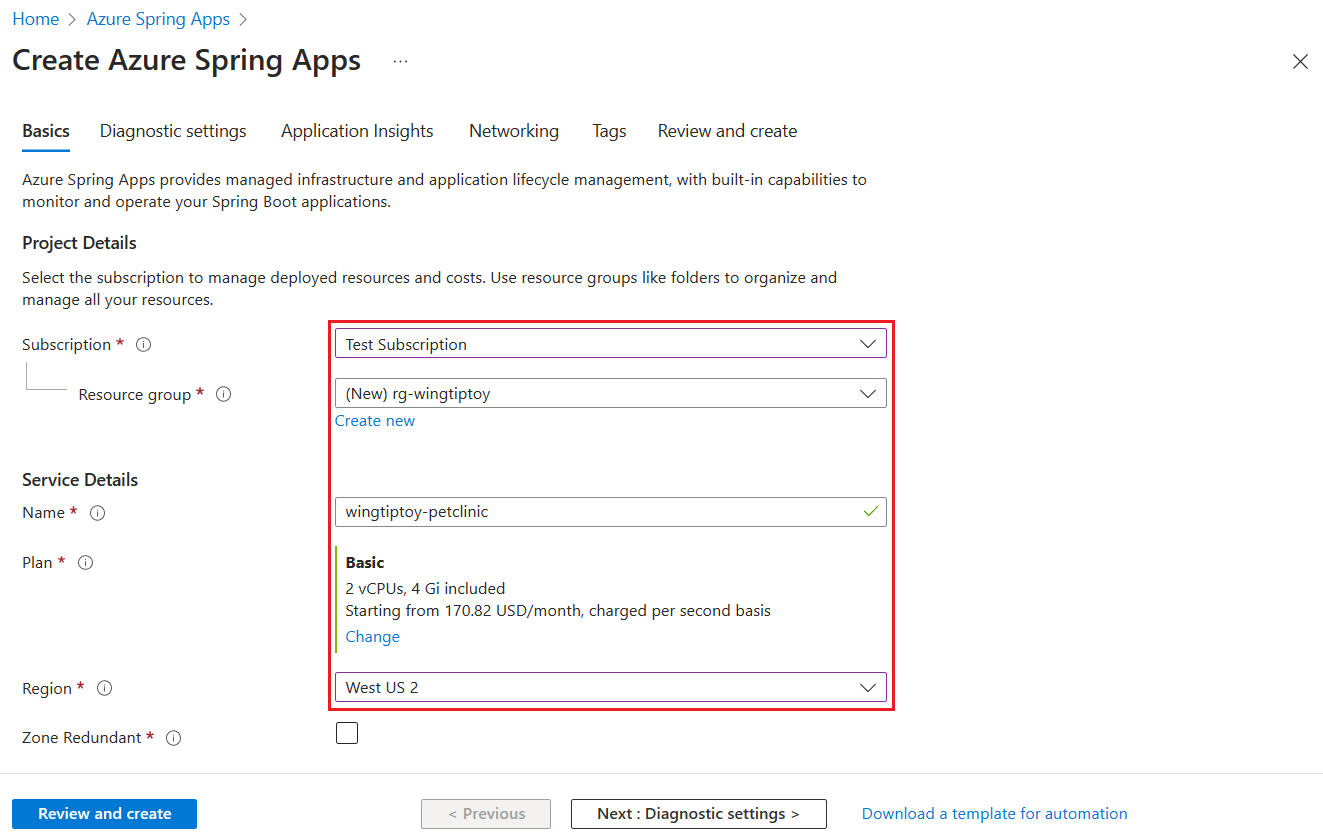 Home > Azure Spring Apps >
Create Azure Spring Apps ...
Basics Diagnostic settings Application Insights Networking Tags Review and create
Azure Spring Apps provides managed infrastructure and application lifecycle management, with built-in capabilities to
monitor and operate your Spring Boot applications.
Project Details
Select the subscription to manage deployed resources and costs. Use resource groups like folders to organize and
manage all your resources.
Subscription * Test Subscription
Resource group * (New) rg-wingtiptoy
Create new
Service Details
Name * wingtiptoy-petclinic
Plan * Basic
2 vCPUs, 4 Gi included
Starting from 170.82 USD/month, charged per second basis
Change
Region * West US 2
Zone Redundant *
Review and create < Previous Next : Diagnostic settings > Download a template for automation